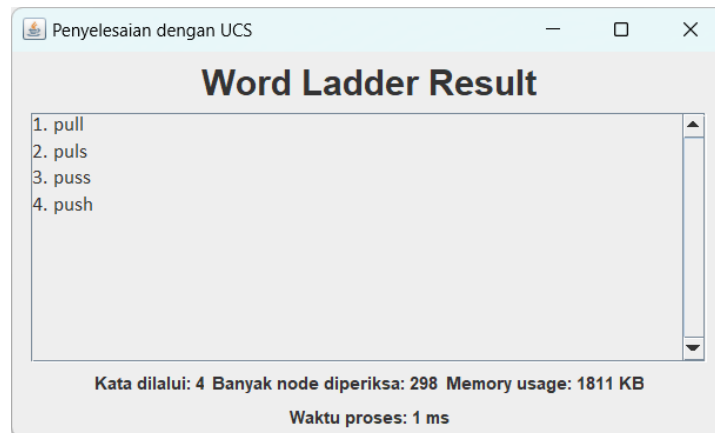 Penyelesaian dengan UCS
Word Ladder Result
1. pull
2. puls
3. puss
4. push
Kata dilalui: 4 Banyak node diperiksa: 298 Memory usage: 1811 KB
Waktu proses: 1 ms